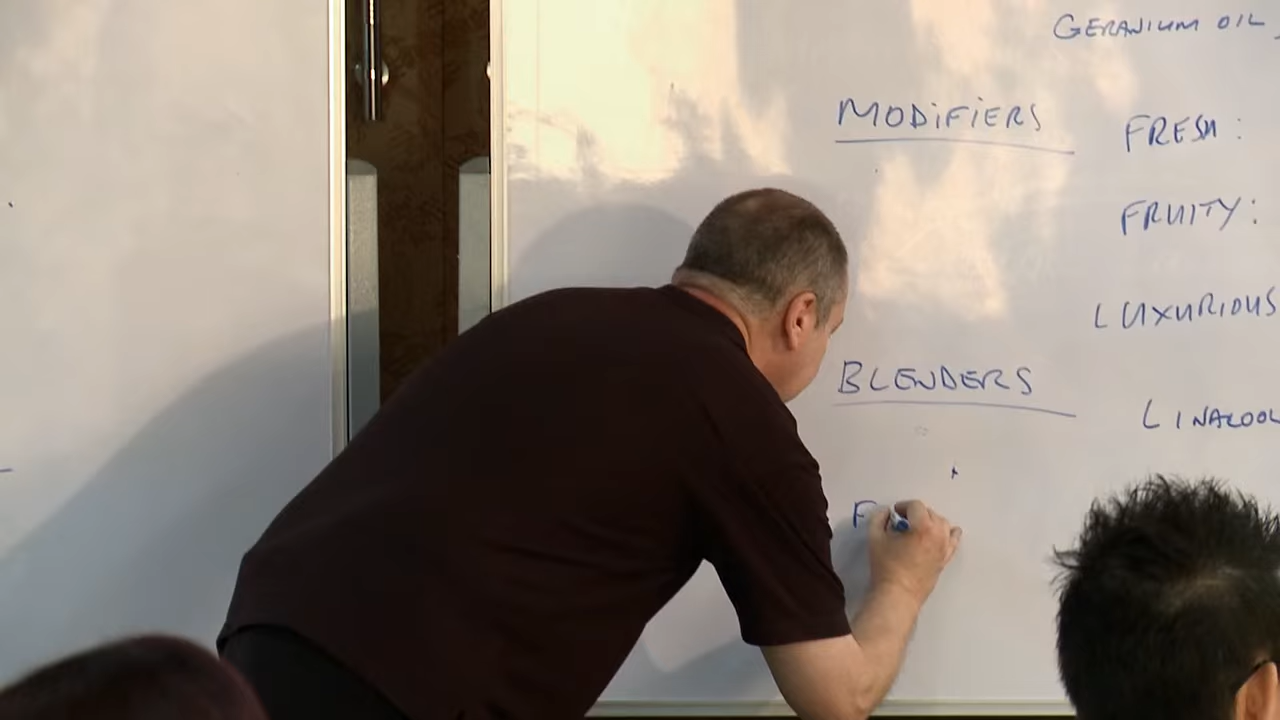 GERANIUM OIL,
MODIFIERS FRESH:
FRUITY:
LUXURIOUS
BLENDERS
LINALOOL
F